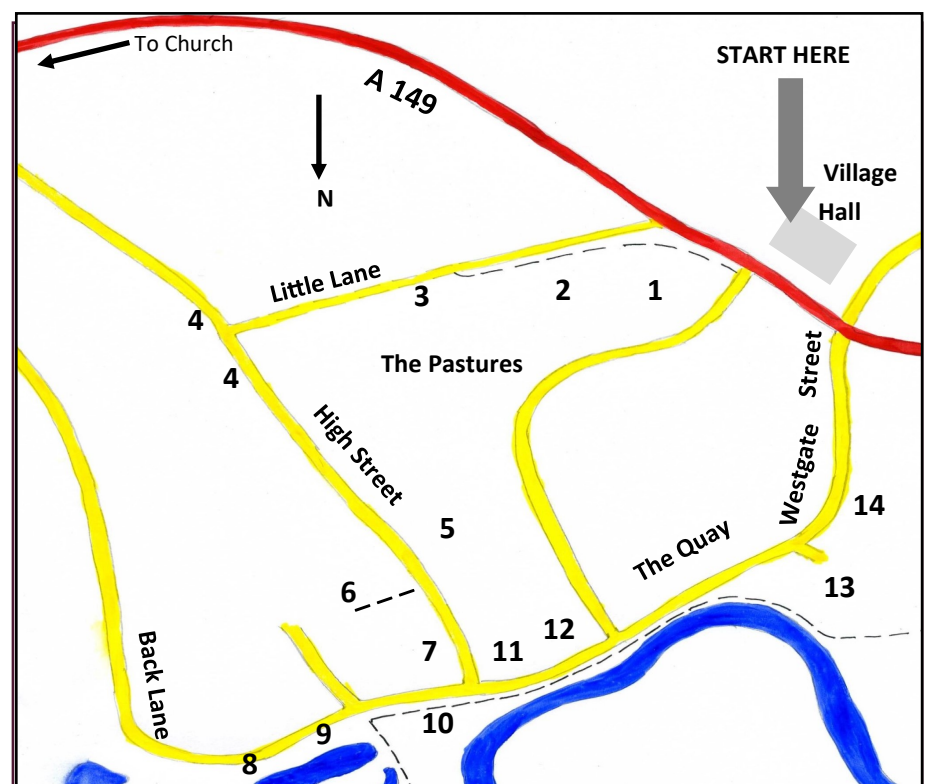 To Church
START HERE
A 149
Village
Hall
N
Little Lane
3
2
1
4
4
The Pastures
Westgate Street
High Street
5
14
The Quay
6
13
7
11
12
Back Lane
10
9
8